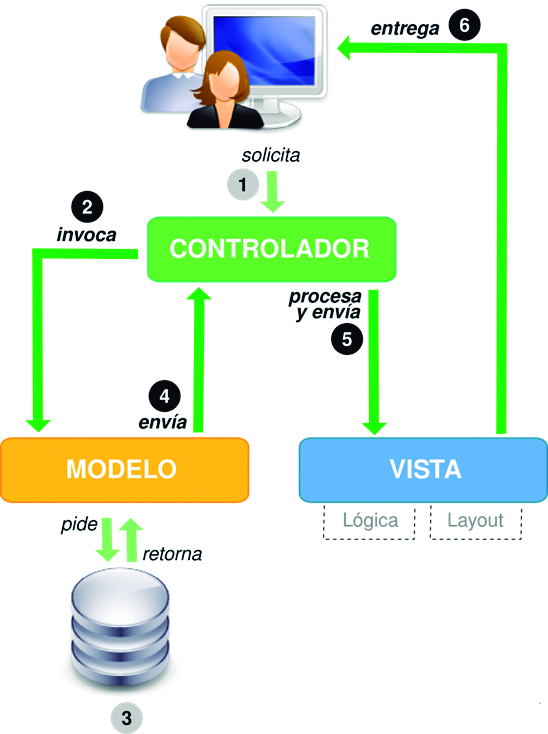 entrega 6
solicita
1
2
invoca
CONTROLADOR
procesa
y envía
5
4
envía
MODELO
VISTA
Lógica
Layout
pide
retorna
3